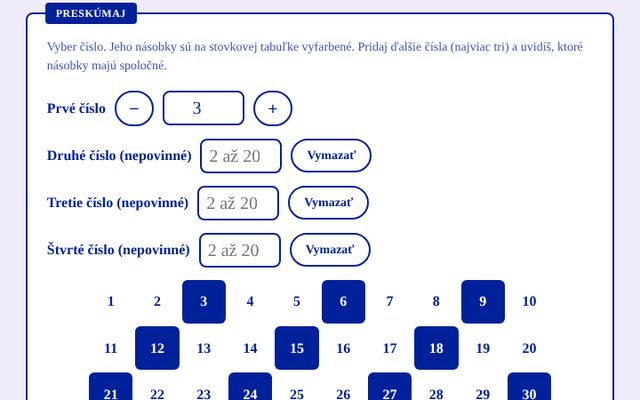 PRESKÚMAJ
Vyber číslo. Jeho násobky sú na stovkovej tabuľke vyfarbené. Pridaj ďalšie čísla (najviac tri) a uvidíš, ktoré
násobky majú spoločné.
Prvé číslo − 3 +
Druhé číslo (nepovinné) 2 až 20 Vymazať
Tretie číslo (nepovinné) 2 až 20 Vymazať
Štvrté číslo (nepovinné) 2 až 20 Vymazať
1 2 3 4 5 6 7 8 9 10
11 12 13 14 15 16 17 18 19 20
21 22 23 24 25 26 27 28 29 30